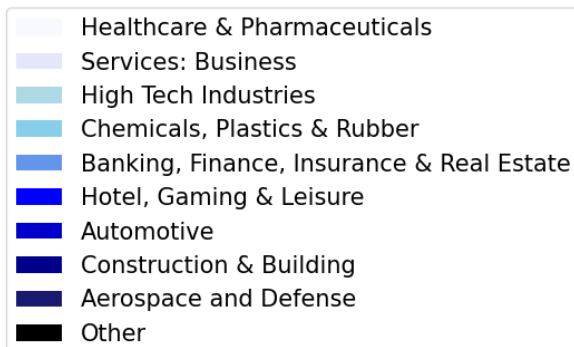 Healthcare & Pharmaceuticals
Services: Business
High Tech Industries
Chemicals, Plastics & Rubber
Banking, Finance, Insurance & Real Estate
Hotel, Gaming & Leisure
Automotive
Construction & Building
Aerospace and Defense
Other